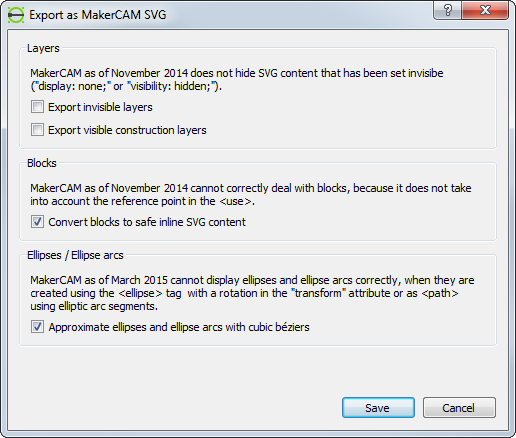 Export as MakerCAM SVG
?
Layers
MakerCAM as of November 2014 does not hide SVG content that has been set invisibe
("display: none;" or "visibility: hidden;").
Export invisible layers
Export visible construction layers
Blocks
MakerCAM as of November 2014 cannot correctly deal with blocks, because it does not take
into account the reference point in the <use>.
Convert blocks to safe inline SVG content
Ellipses / Ellipse arcs
MakerCAM as of March 2015 cannot display ellipses and ellipse arcs correctly, when they are
created using the <ellipse> tag  with a rotation in the "transform" attribute or as <path>
using elliptic arc segments.
Approximate ellipses and ellipse arcs with cubic béziers
Save
Cancel